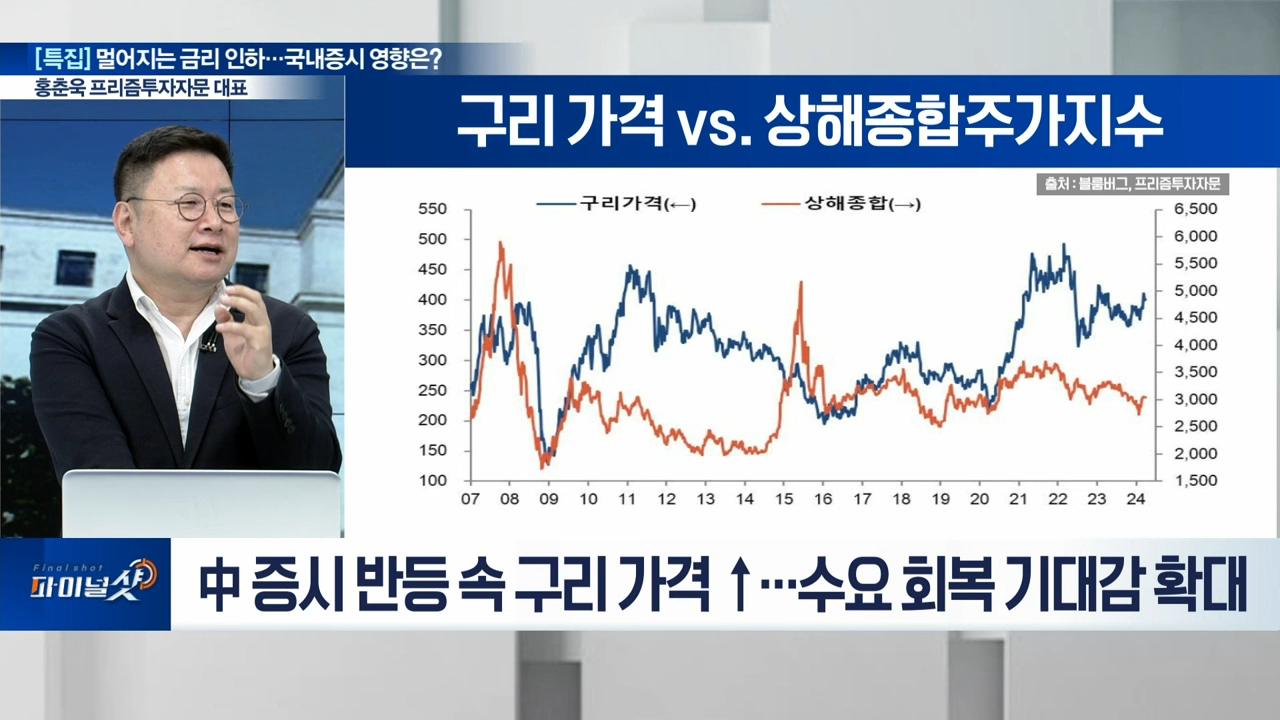 [특집] 멀어지는 금리 인하…국내증시 영향은?
홍춘욱 프리즘투자자문 대표
구리 가격 vs. 상해종합주가지수
출처 : 블룸버그, 프리즘투자자문
구리가격(←) 상해종합(→)
550 6,500
500 6,000
450 5,500
400 5,000
350 4,500
300 4,000
250 3,500
200 3,000
150 2,500
100 2,000
1,500
07 08 09 10 11 12 13 14 15 16 17 18 19 20 21 22 23 24
Final shot
파이널샷
中 증시 반등 속 구리 가격 ↑…수요 회복 기대감 확대